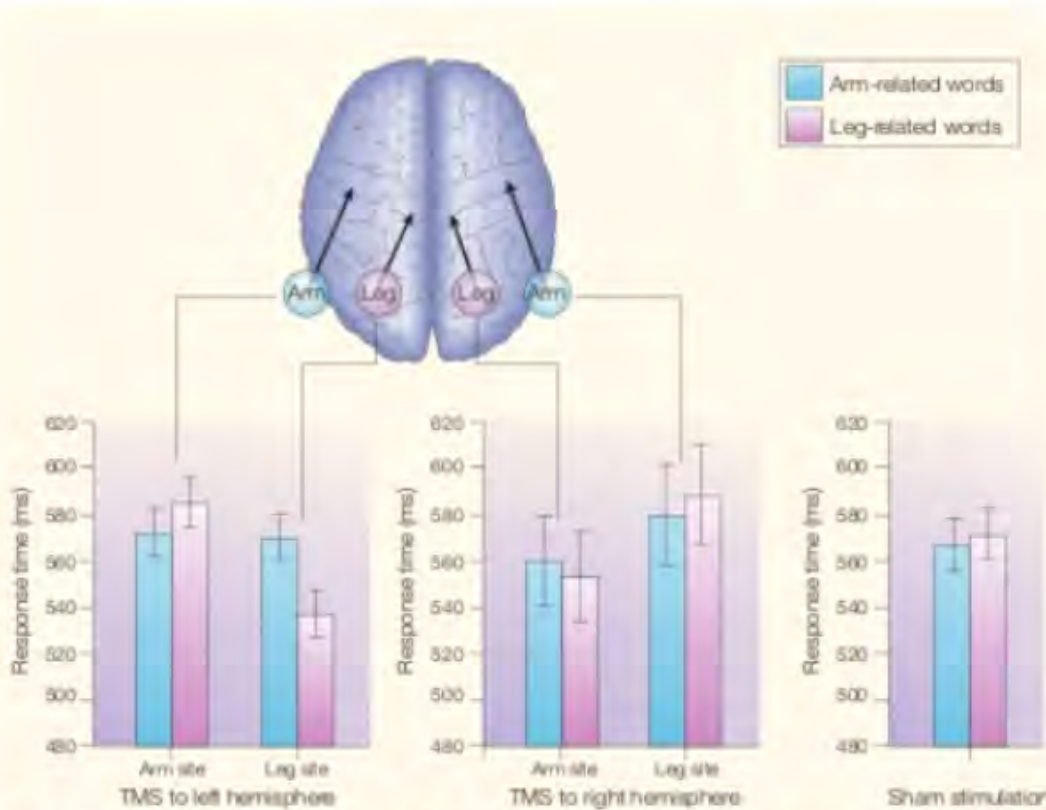 Arm-related words
Leg-related words
Arm
Leg
Leg
Arm
Response time (ms)
620
600
580
560
540
520
500
480
Arm site
Leg site
TMS to left hemisphere
Response time (ms)
620
600
580
560
540
520
500
480
Arm site
Leg site
TMS to right hemisphere
Response time (ms)
620
600
580
560
540
520
500
480
Sham stimulation